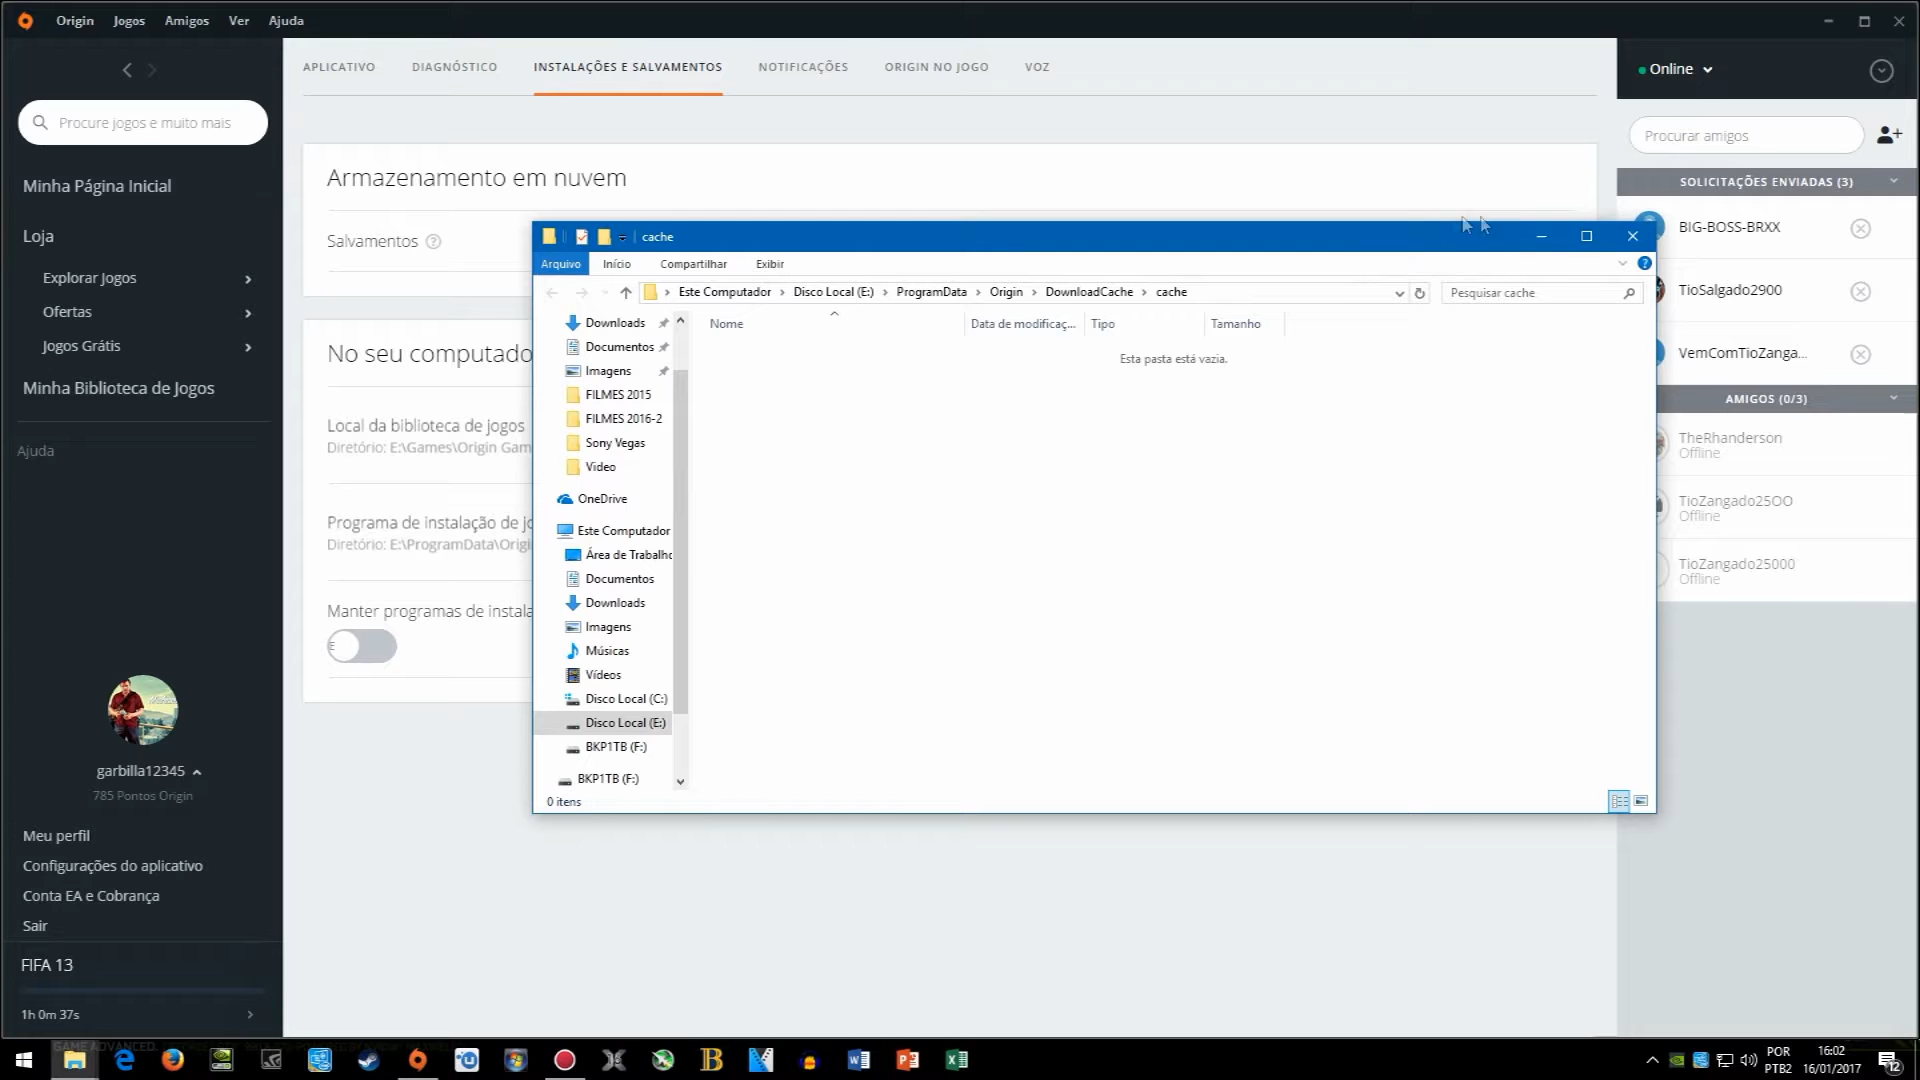 Origin Jogos Amigos Ver Ajuda
Procure jogos e muito mais
Minha Página Inicial
Loja
Explorar Jogos
Ofertas
Jogos Grátis
Minha Biblioteca de Jogos
Ajuda
garbilla12345
785 Pontos Origin
Meu perfil
Configurações do aplicativo
Conta EA e Cobrança
Sair
FIFA 13
1h 0m 37s
APLICATIVO DIAGNÓSTICO INSTALAÇÕES E SALVAMENTOS NOTIFICAÇÕES ORIGIN NO JOGO VOZ
Armazenamento em nuvem
Salvamentos ?
No seu computado
Local da biblioteca de jogos
Diretório: E:\Games\Origin Gam
Programa de instalação de jo
Diretório: E:\ProgramData\Origi
Manter programas de instala
cache
Arquivo Início Compartilhar Exibir
Este Computador Disco Local (E:) ProgramData Origin DownloadCache cache
Pesquisar cache
Nome Data de modificaç... Tipo Tamanho
Esta pasta está vazia.
Downloads
Documentos
Imagens
FILMES 2015
FILMES 2016-2
Sony Vegas
Video
OneDrive
Este Computador
Área de Trabalho
Documentos
Downloads
Imagens
Músicas
Vídeos
Disco Local (C:)
Disco Local (E:)
BKP1TB (F:)
BKP1TB (F:)
0 itens
Online
Procurar amigos
SOLICITAÇÕES ENVIADAS (3)
BIG-BOSS-BRXX
TioSalgado2900
VemComTioZanga...
AMIGOS (0/3)
TheRhanderson
Offline
TioZangado25OO
Offline
TioZangado25000
Offline
GAME ADVANCED.
POR
PTB2
16:02
16/01/2017
12